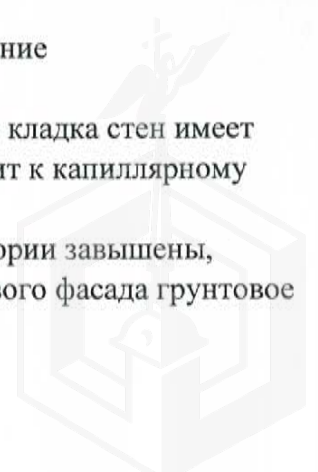 ние
кладка стен имеет
ит к капиллярному
ории завышены,
вого фасада грунтовое